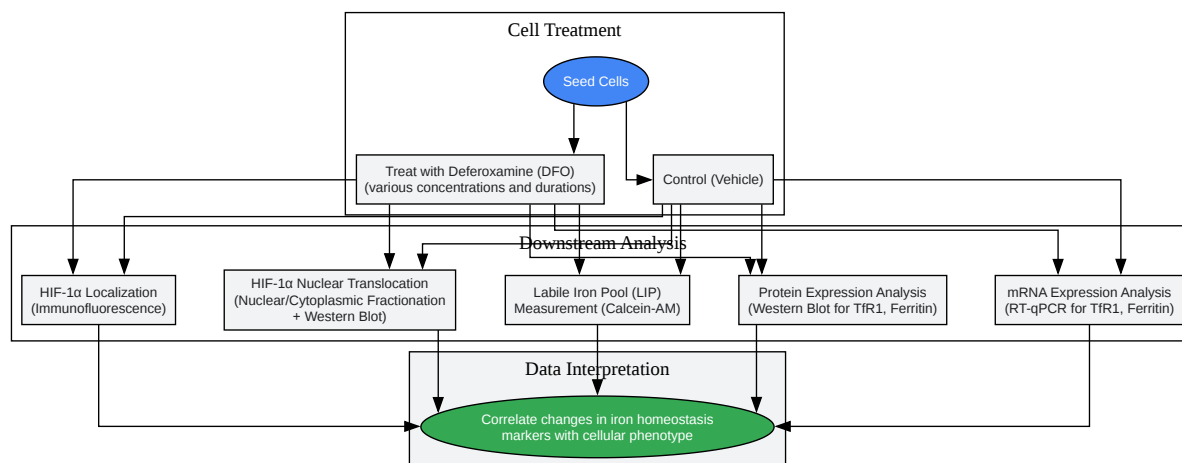 Cell Treatment
Seed Cells
Treat with Deferoxamine (DFO)
(various concentrations and durations)
Control (Vehicle)
Downstream Analysis
HIF-1α Localization
(Immunofluorescence)
HIF-1α Nuclear Translocation
(Nuclear/Cytoplasmic Fractionation
+ Western Blot)
Labile Iron Pool (LIP)
Measurement (Calcein-AM)
Protein Expression Analysis
(Western Blot for TfR1, Ferritin)
mRNA Expression Analysis
(RT-qPCR for TfR1, Ferritin)
Data Interpretation
Correlate changes in iron homeostasis
markers with cellular phenotype